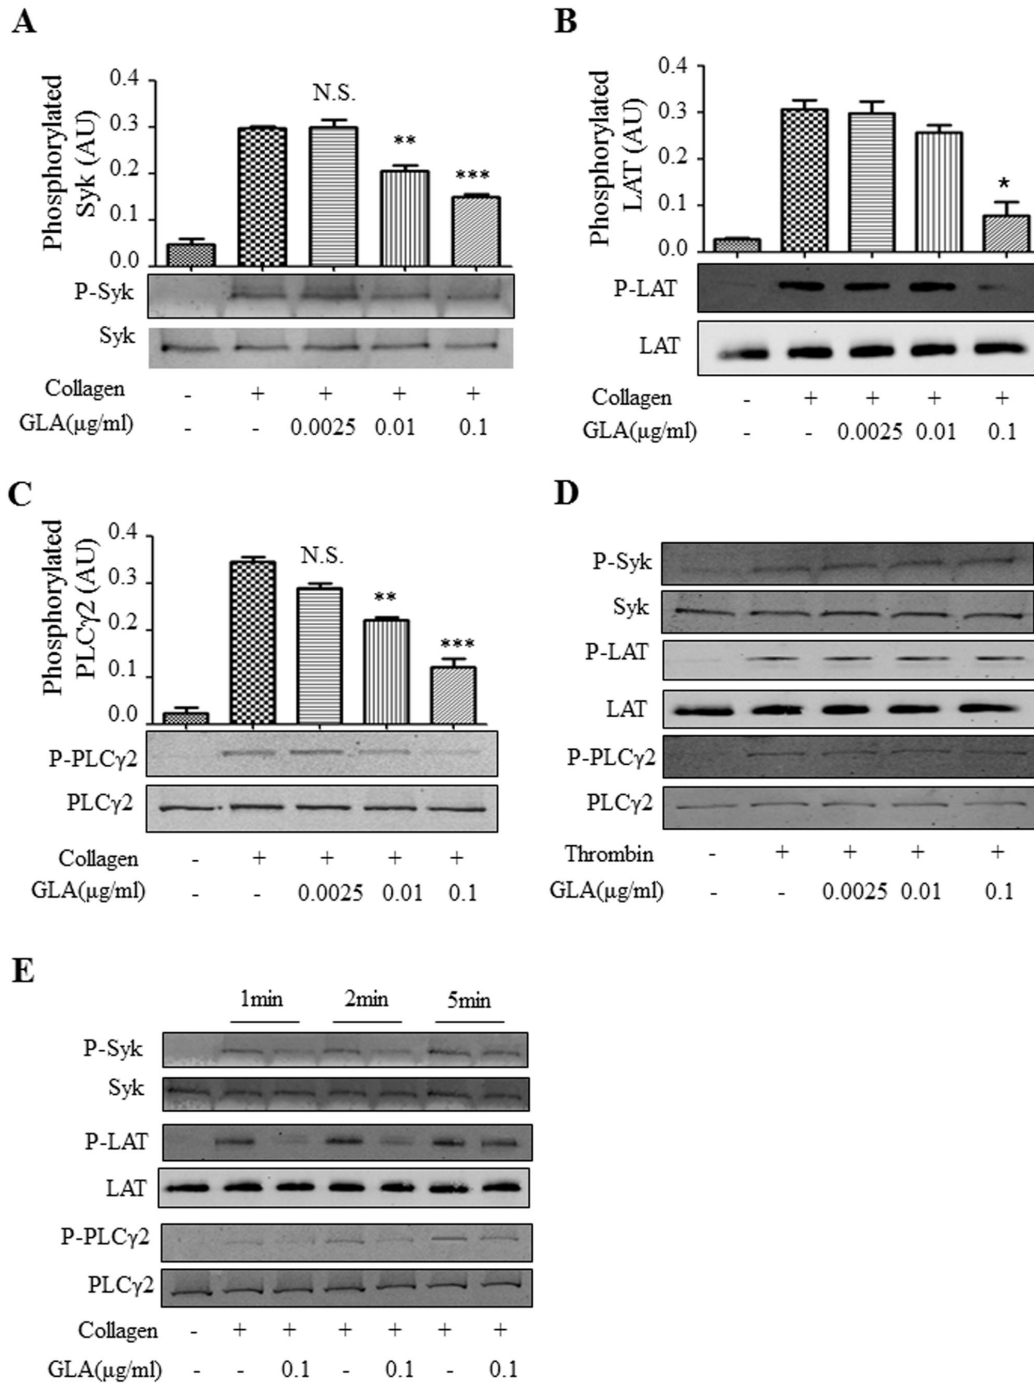 A
Phosphorylated
Syk (AU)
0.4
0.3
0.2
0.1
0.0
N.S.
**
***
P-Syk
Syk
Collagen - + + + +
GLA(µg/ml) - - 0.0025 0.01 0.1
B
Phosphorylated
LAT (AU)
0.4
0.3
0.2
0.1
0.0
*
P-LAT
LAT
Collagen - + + + +
GLA(µg/ml) - - 0.0025 0.01 0.1
C
Phosphorylated
PLCγ2 (AU)
0.4
0.3
0.2
0.1
0.0
N.S.
**
***
P-PLCγ2
PLCγ2
Collagen - + + + +
GLA(µg/ml) - - 0.0025 0.01 0.1
D
P-Syk
Syk
P-LAT
LAT
P-PLCγ2
PLCγ2
Thrombin - + + + +
GLA(µg/ml) - - 0.0025 0.01 0.1
E
1min 2min 5min
P-Syk
Syk
P-LAT
LAT
P-PLCγ2
PLCγ2
Collagen - + + + + + +
GLA(µg/ml) - - 0.1 - 0.1 - 0.1